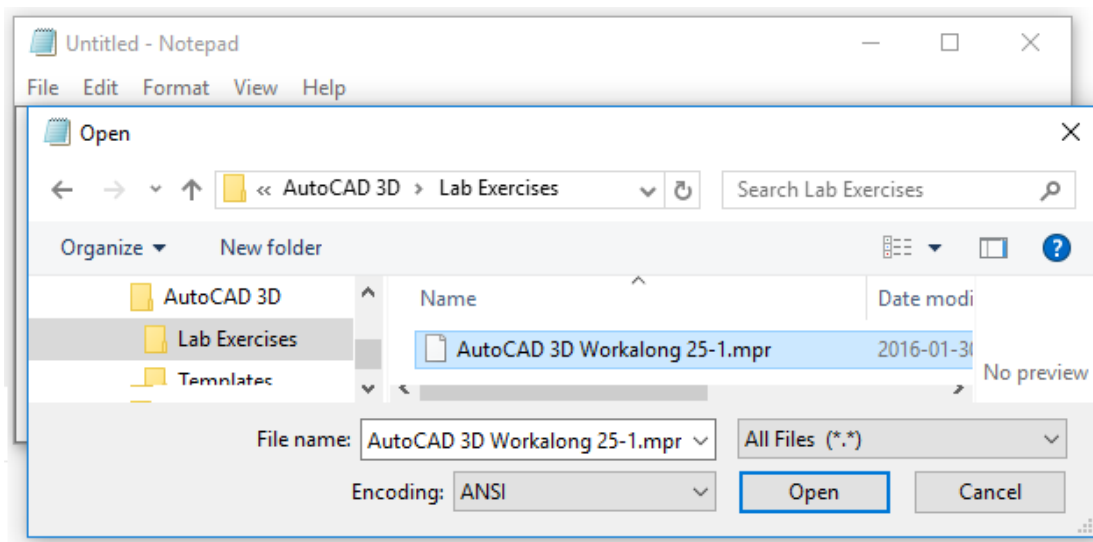 Untitled - Notepad
File Edit Format View Help
Open
« AutoCAD 3D › Lab Exercises
Search Lab Exercises
Organize New folder
AutoCAD 3D
Name
Date modi
Lab Exercises
AutoCAD 3D Workalong 25-1.mpr
2016-01-30
No preview
Templates
File name: AutoCAD 3D Workalong 25-1.mpr
All Files (*.*)
Encoding: ANSI
Open
Cancel